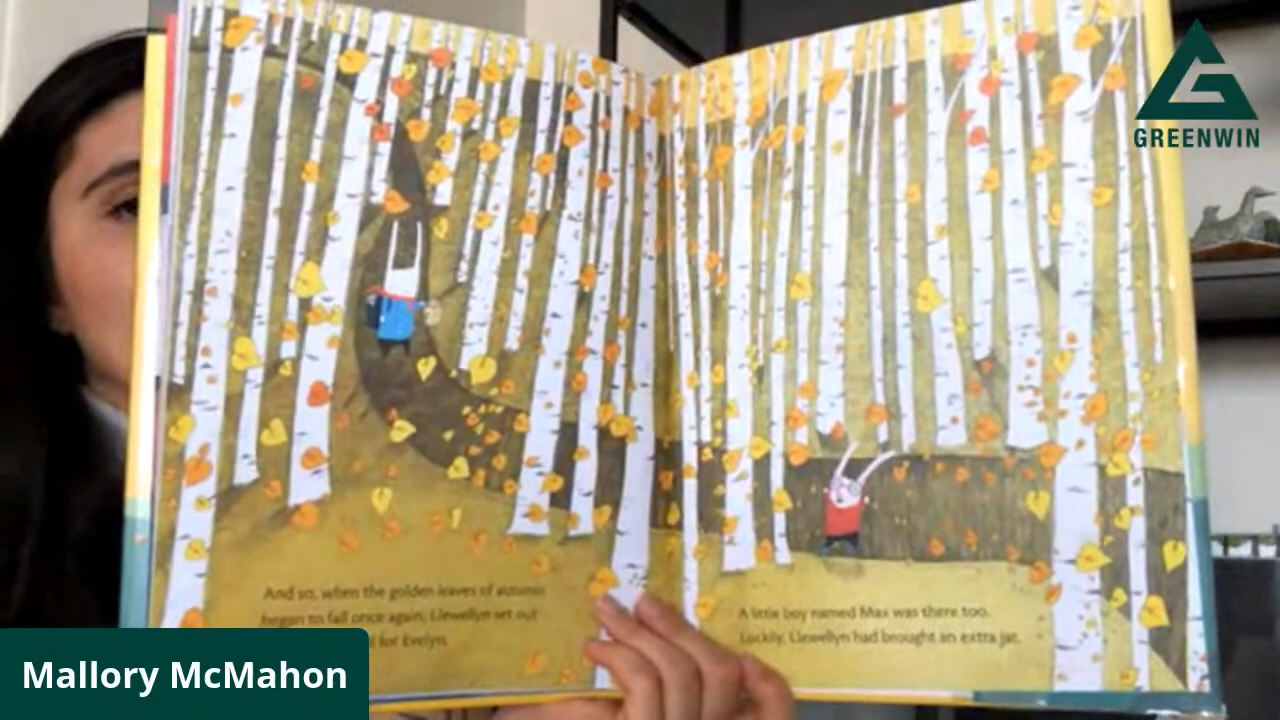 GREENWIN
And so, when the golden leaves of autumn
began to fall once again, Llewellyn set out
for Evelyn.
A little boy named Max was there too.
Luckily, Llewellyn had brought an extra jar.
Mallory McMahon